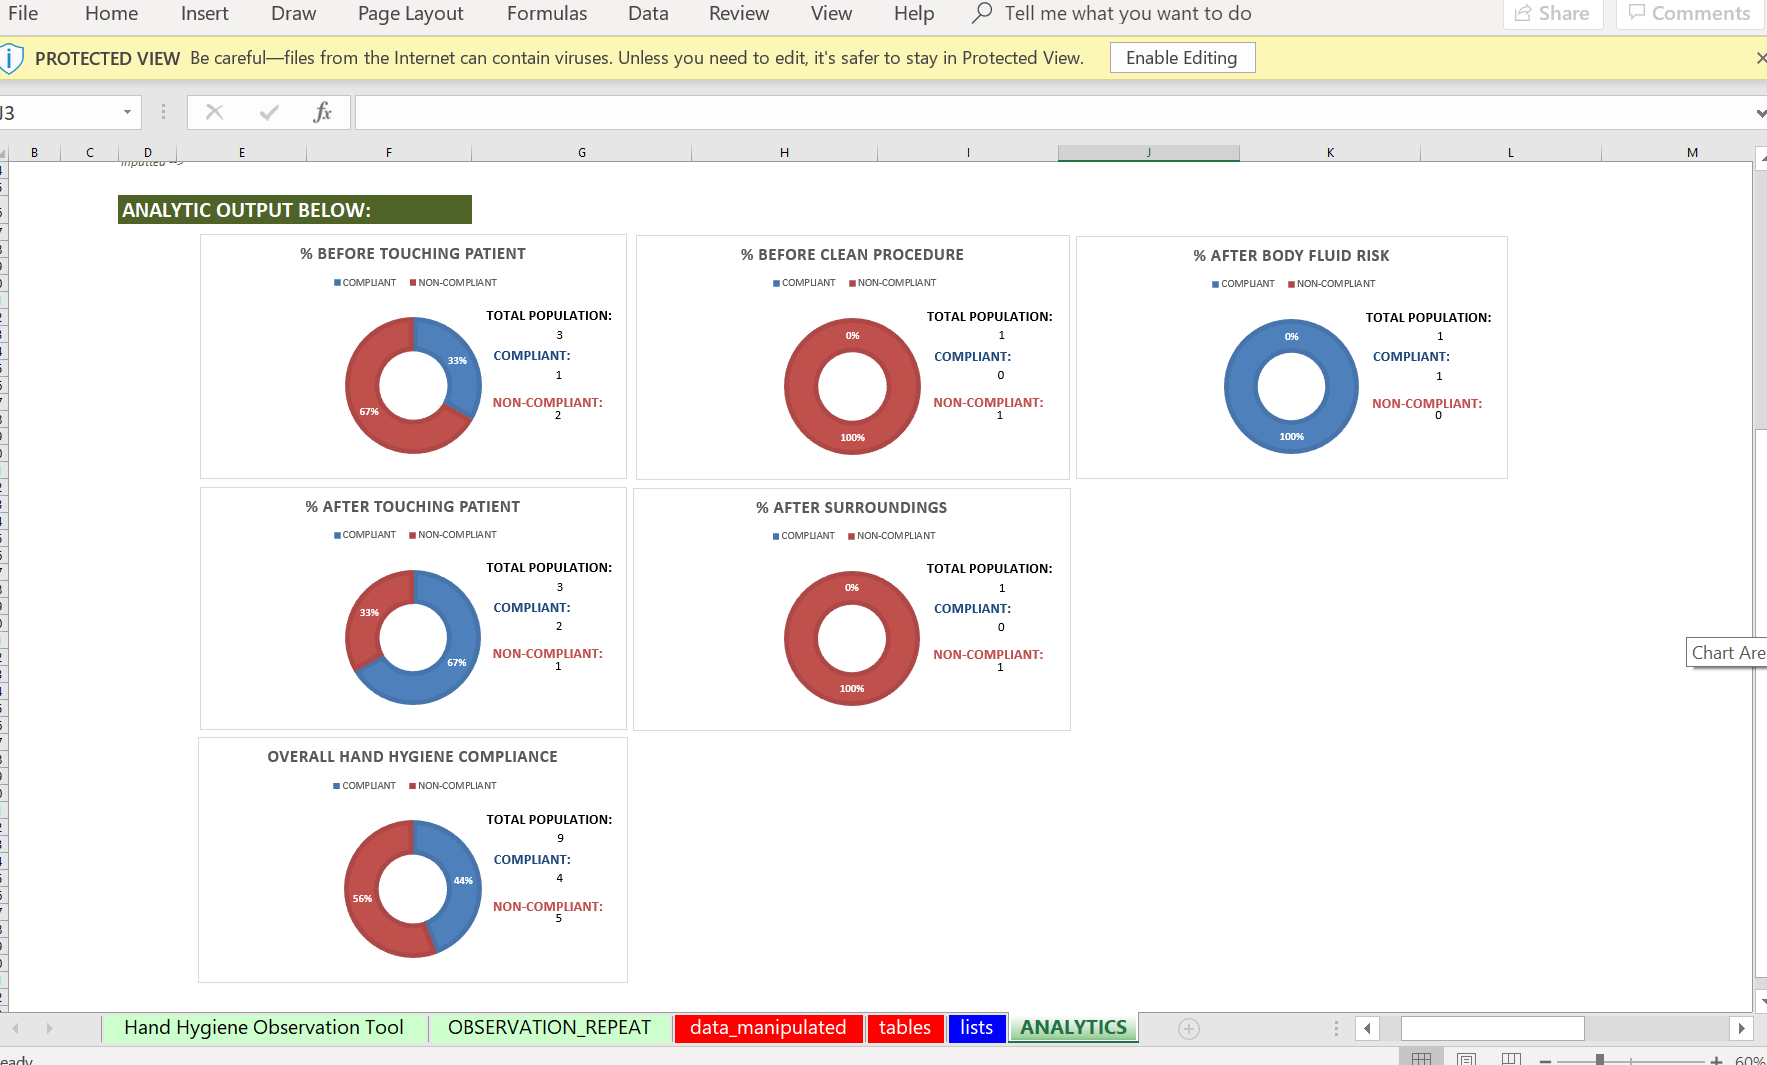 File Home Insert Draw Page Layout Formulas Data Review View Help Tell me what you want to do Share Comments
PROTECTED VIEW Be careful—files from the Internet can contain viruses. Unless you need to edit, it's safer to stay in Protected View. Enable Editing
J3 fx
B C D E F G H I J K L M
ANALYTIC OUTPUT BELOW:
% BEFORE TOUCHING PATIENT
COMPLIANT NON-COMPLIANT
TOTAL POPULATION:
3
COMPLIANT:
1
NON-COMPLIANT:
2
33%
67%
% BEFORE CLEAN PROCEDURE
COMPLIANT NON-COMPLIANT
TOTAL POPULATION:
1
COMPLIANT:
0
NON-COMPLIANT:
1
0%
100%
% AFTER BODY FLUID RISK
COMPLIANT NON-COMPLIANT
TOTAL POPULATION:
1
COMPLIANT:
1
NON-COMPLIANT:
0
0%
100%
% AFTER TOUCHING PATIENT
COMPLIANT NON-COMPLIANT
TOTAL POPULATION:
3
COMPLIANT:
2
NON-COMPLIANT:
1
33%
67%
% AFTER SURROUNDINGS
COMPLIANT NON-COMPLIANT
TOTAL POPULATION:
1
COMPLIANT:
0
NON-COMPLIANT:
1
0%
100%
Chart Are
OVERALL HAND HYGIENE COMPLIANCE
COMPLIANT NON-COMPLIANT
TOTAL POPULATION:
9
COMPLIANT:
4
NON-COMPLIANT:
5
44%
56%
Hand Hygiene Observation Tool OBSERVATION_REPEAT data_manipulated tables lists ANALYTICS
60%